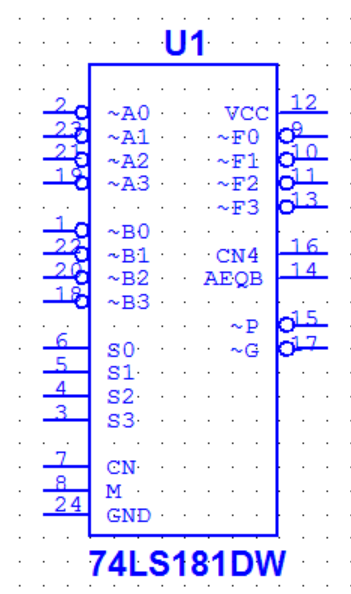 U1
2 ~A0 VCC 12
23 ~A1 ~F0 9
21 ~A2 ~F1 10
19 ~A3 ~F2 11
~F3 13
1 ~B0
22 ~B1 CN4 16
20 ~B2 AEQB 14
18 ~B3
~P 15
6 S0 ~G 17
5 S1
4 S2
3 S3
7 CN
8 M
24 GND
74LS181DW